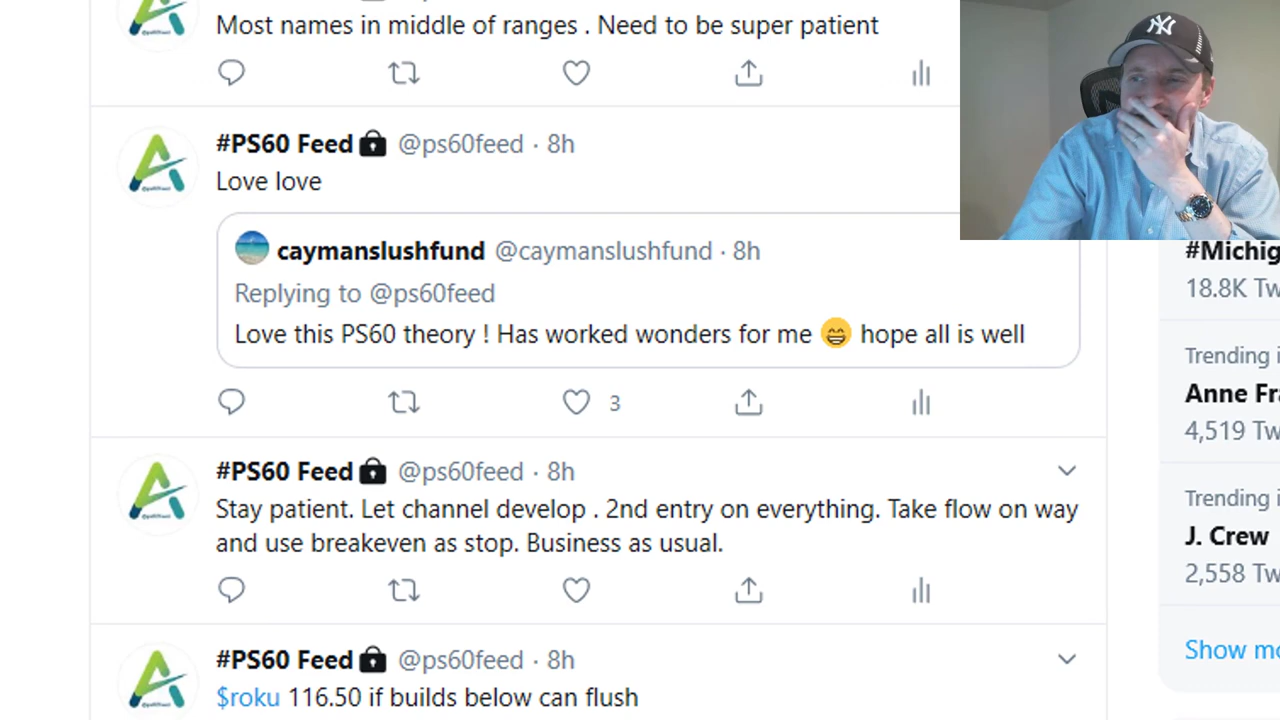 Most names in middle of ranges . Need to be super patient
#PS60 Feed @ps60feed · 8h
Love love
caymanslushfund @caymanslushfund · 8h
Replying to @ps60feed
Love this PS60 theory ! Has worked wonders for me 😁 hope all is well
3
#PS60 Feed @ps60feed · 8h
Stay patient. Let channel develop . 2nd entry on everything. Take flow on way
and use breakeven as stop. Business as usual.
#PS60 Feed @ps60feed · 8h
$roku 116.50 if builds below can flush
NY
#Michig
18.8K Tw
Trending i
Anne Fra
4,519 Tw
Trending i
J. Crew
2,558 Tw
Show mo